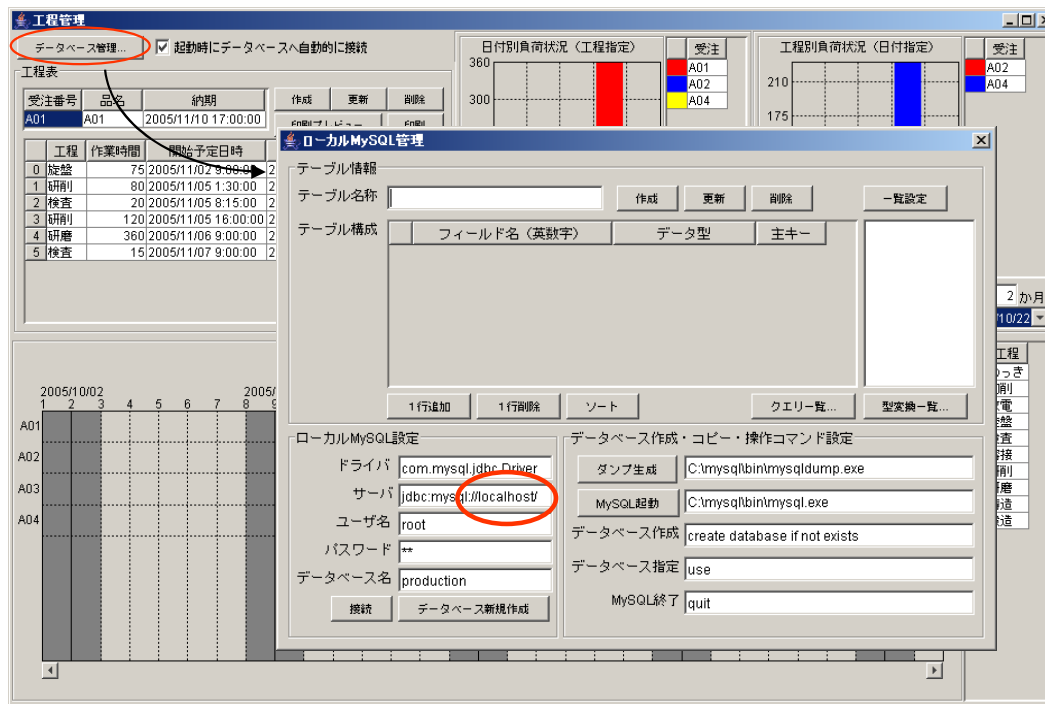 工程管理
データベース管理...
起動時にデータベースへ自動的に接続
工程表
受注番号 品名 納期
A01 A01 2005/11/10 17:00:00
作成 更新 削除
工程 作業時間 開始予定日時
0 旋盤 75 2005/11/02 9:00:00 2
1 研削 80 2005/11/05 1:30:00 2
2 検査 20 2005/11/05 8:15:00 2
3 研削 120 2005/11/05 16:00:00 2
4 研磨 360 2005/11/06 9:00:00 2
5 検査 15 2005/11/07 9:00:00 2
日付別負荷状況（工程指定）
360
300
受注
A01
A02
A04
工程別負荷状況（日付指定）
210
175
受注
A02
A04
2 か月
10/22
工程
2005/10/02
1 2 3 4 5 6 7 8
A01
A02
A03
A04
ローカルMySQL管理
テーブル情報
テーブル名称
作成 更新 削除 一覧設定
テーブル構成
フィールド名（英数字） データ型 主キー
1行追加 1行削除 ソート クエリ一覧... 型変換一覧...
ローカルMySQL設定
ドライバ com.mysql.jdbc.Driver
サーバ jdbc:mysql://localhost/
ユーザ名 root
パスワード **
データベース名 production
接続 データベース新規作成
データベース作成・コピー・操作コマンド設定
ダンプ生成 C:\mysql\bin\mysqldump.exe
MySQL起動 C:\mysql\bin\mysql.exe
データベース作成 create database if not exists
データベース指定 use
MySQL終了 quit